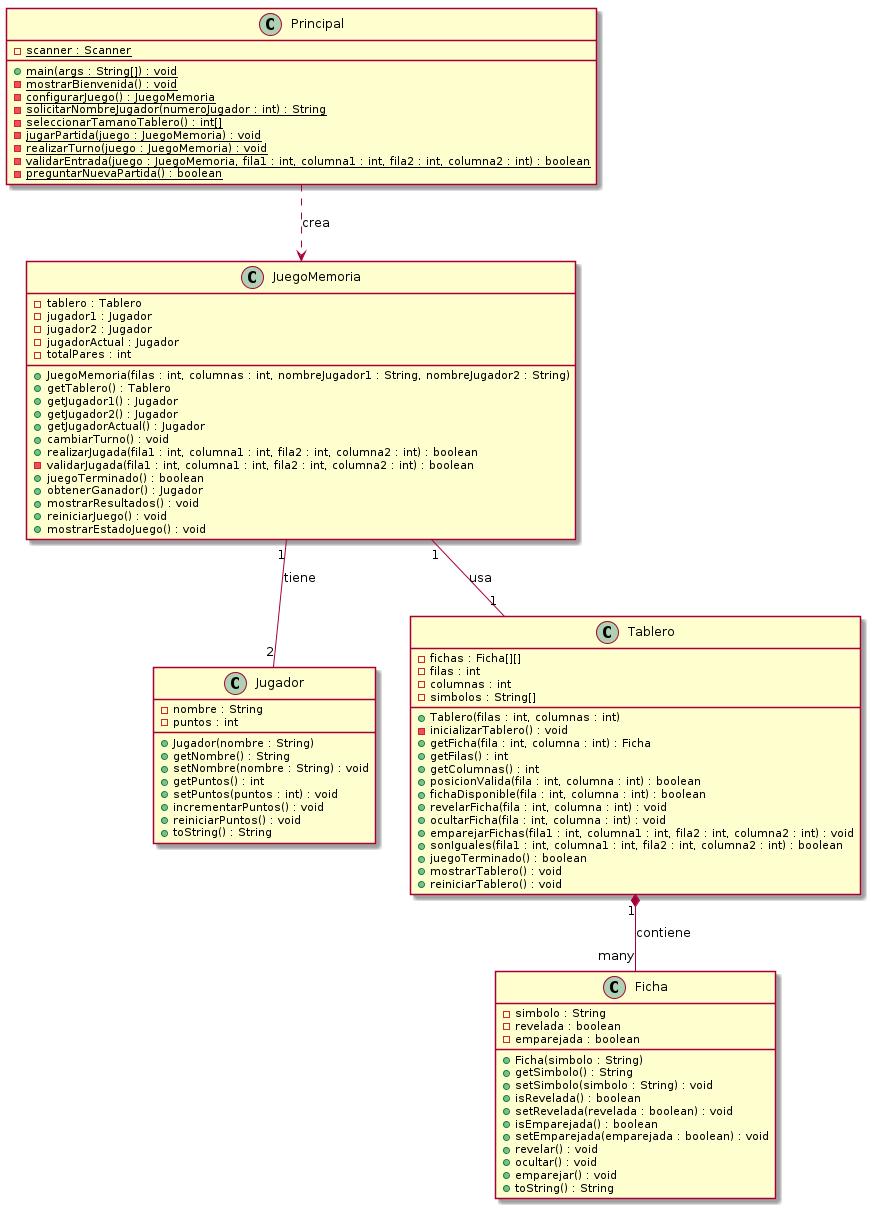 C Principal
scanner : Scanner
main(args : String[]) : void
mostrarBienvenida() : void
configurarJuego() : JuegoMemoria
solicitarNombreJugador(numeroJugador : int) : String
seleccionarTamanoTablero() : int[]
jugarPartida(juego : JuegoMemoria) : void
realizarTurno(juego : JuegoMemoria) : void
validarEntrada(juego : JuegoMemoria, fila1 : int, columna1 : int, fila2 : int, columna2 : int) : boolean
preguntarNuevaPartida() : boolean
crea
C JuegoMemoria
tablero : Tablero
jugador1 : Jugador
jugador2 : Jugador
jugadorActual : Jugador
totalPares : int
JuegoMemoria(filas : int, columnas : int, nombreJugador1 : String, nombreJugador2 : String)
getTablero() : Tablero
getJugador1() : Jugador
getJugador2() : Jugador
getJugadorActual() : Jugador
cambiarTurno() : void
realizarJugada(fila1 : int, columna1 : int, fila2 : int, columna2 : int) : boolean
validarJugada(fila1 : int, columna1 : int, fila2 : int, columna2 : int) : boolean
juegoTerminado() : boolean
obtenerGanador() : Jugador
mostrarResultados() : void
reiniciarJuego() : void
mostrarEstadoJuego() : void
1
tiene
2
1
usa
1
C Jugador
nombre : String
puntos : int
Jugador(nombre : String)
getNombre() : String
setNombre(nombre : String) : void
getPuntos() : int
setPuntos(puntos : int) : void
incrementarPuntos() : void
reiniciarPuntos() : void
toString() : String
C Tablero
fichas : Ficha[][]
filas : int
columnas : int
simbolos : String[]
Tablero(filas : int, columnas : int)
inicializarTablero() : void
getFicha(fila : int, columna : int) : Ficha
getFilas() : int
getColumnas() : int
posicionValida(fila : int, columna : int) : boolean
fichaDisponible(fila : int, columna : int) : boolean
revelarFicha(fila : int, columna : int) : void
ocultarFicha(fila : int, columna : int) : void
emparejarFichas(fila1 : int, columna1 : int, fila2 : int, columna2 : int) : void
sonIguales(fila1 : int, columna1 : int, fila2 : int, columna2 : int) : boolean
juegoTerminado() : boolean
mostrarTablero() : void
reiniciarTablero() : void
1
contiene
many
C Ficha
simbolo : String
revelada : boolean
emparejada : boolean
Ficha(simbolo : String)
getSimbolo() : String
setSimbolo(simbolo : String) : void
isRevelada() : boolean
setRevelada(revelada : boolean) : void
isEmparejada() : boolean
setEmparejada(emparejada : boolean) : void
revelar() : void
ocultar() : void
emparejar() : void
toString() : String